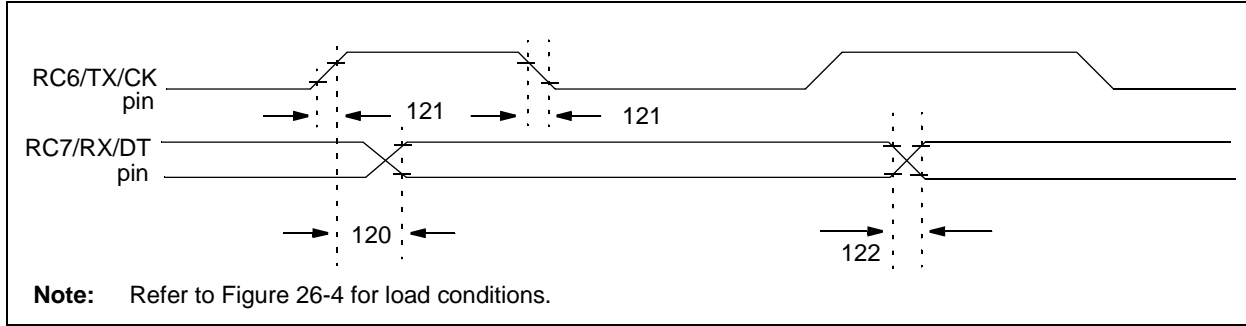 RC6/TX/CK
pin
121
121
RC7/RX/DT
pin
120
122
Note: Refer to Figure 26-4 for load conditions.